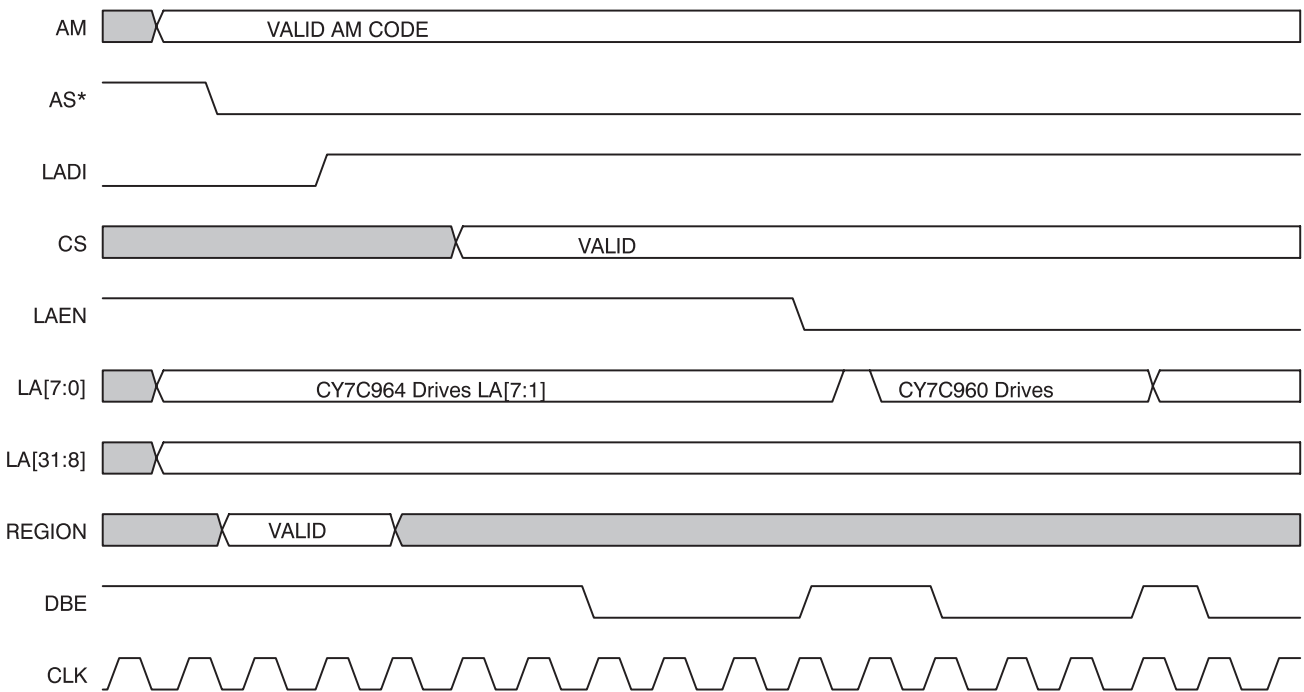 AM VALID AM CODE
AS*
LADI
CS VALID
LAEN
LA[7:0] CY7C964 Drives LA[7:1] CY7C960 Drives
LA[31:8]
REGION VALID
DBE
CLK